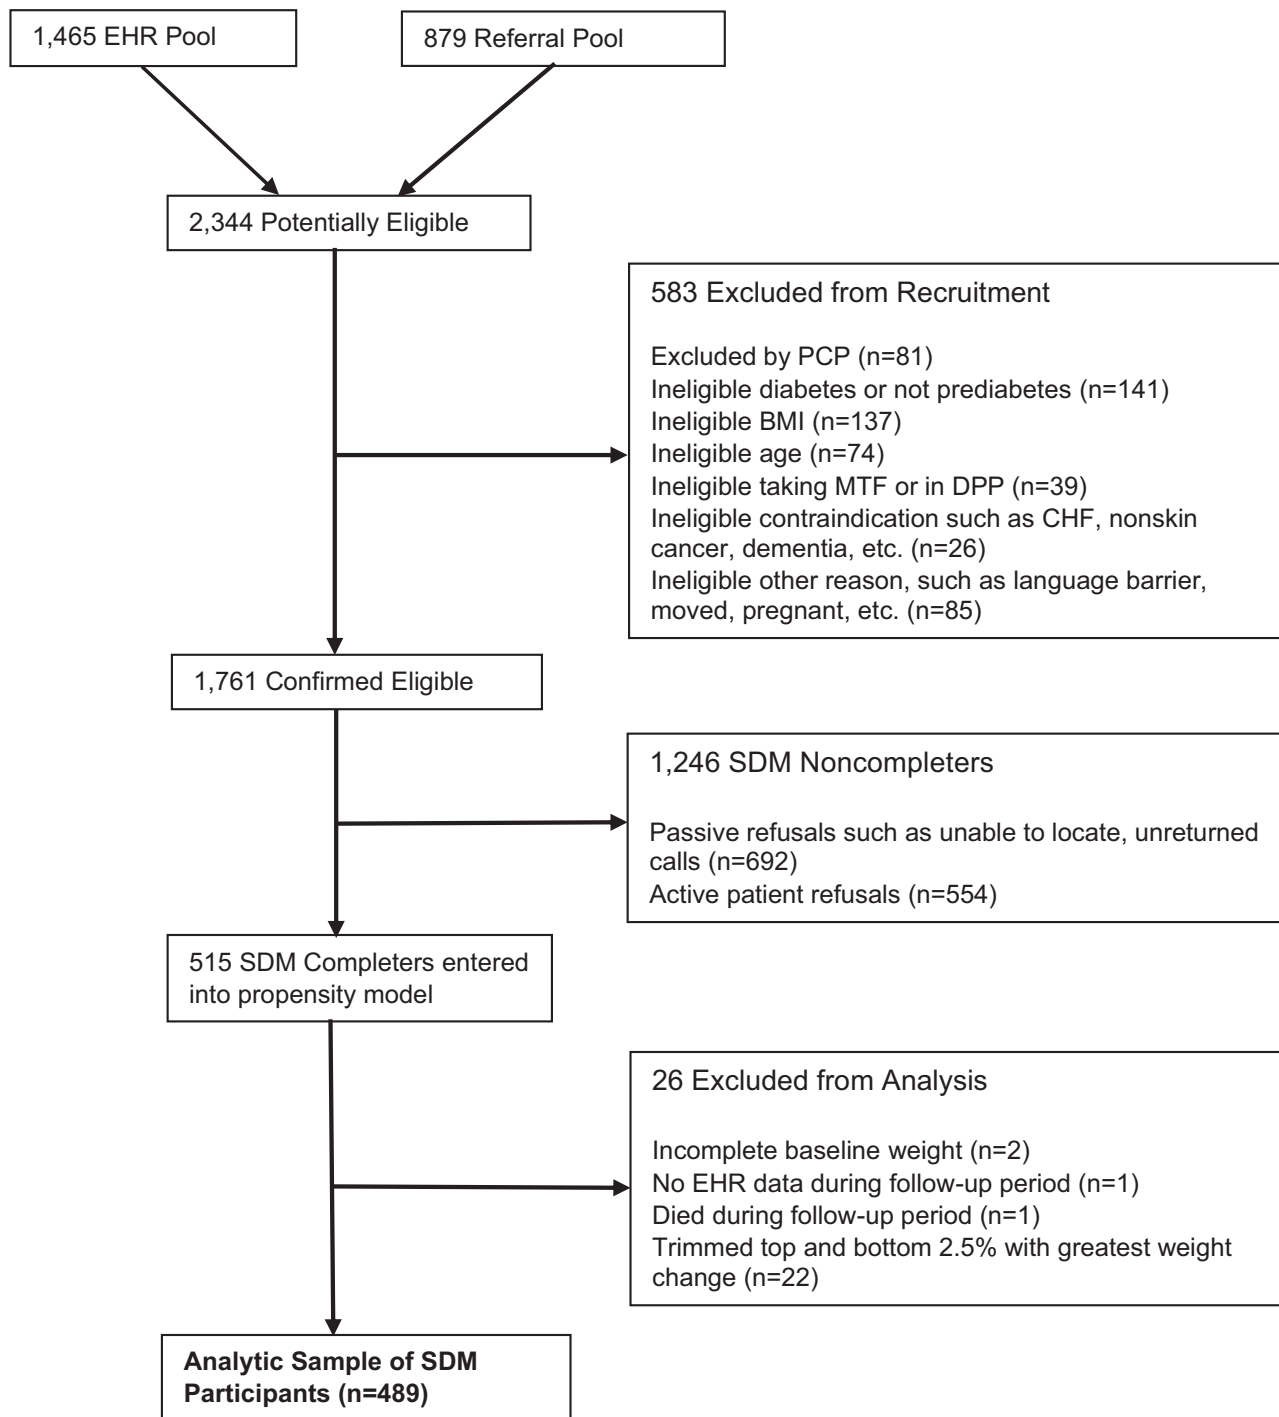 1,465 EHR Pool
879 Referral Pool
2,344 Potentially Eligible
583 Excluded from Recruitment
Excluded by PCP (n=81)
Ineligible diabetes or not prediabetes (n=141)
Ineligible BMI (n=137)
Ineligible age (n=74)
Ineligible taking MTF or in DPP (n=39)
Ineligible contraindication such as CHF, nonskin
cancer, dementia, etc. (n=26)
Ineligible other reason, such as language barrier,
moved, pregnant, etc. (n=85)
1,761 Confirmed Eligible
1,246 SDM Noncompleters
Passive refusals such as unable to locate, unreturned
calls (n=692)
Active patient refusals (n=554)
515 SDM Completers entered
into propensity model
26 Excluded from Analysis
Incomplete baseline weight (n=2)
No EHR data during follow-up period (n=1)
Died during follow-up period (n=1)
Trimmed top and bottom 2.5% with greatest weight
change (n=22)
Analytic Sample of SDM
Participants (n=489)